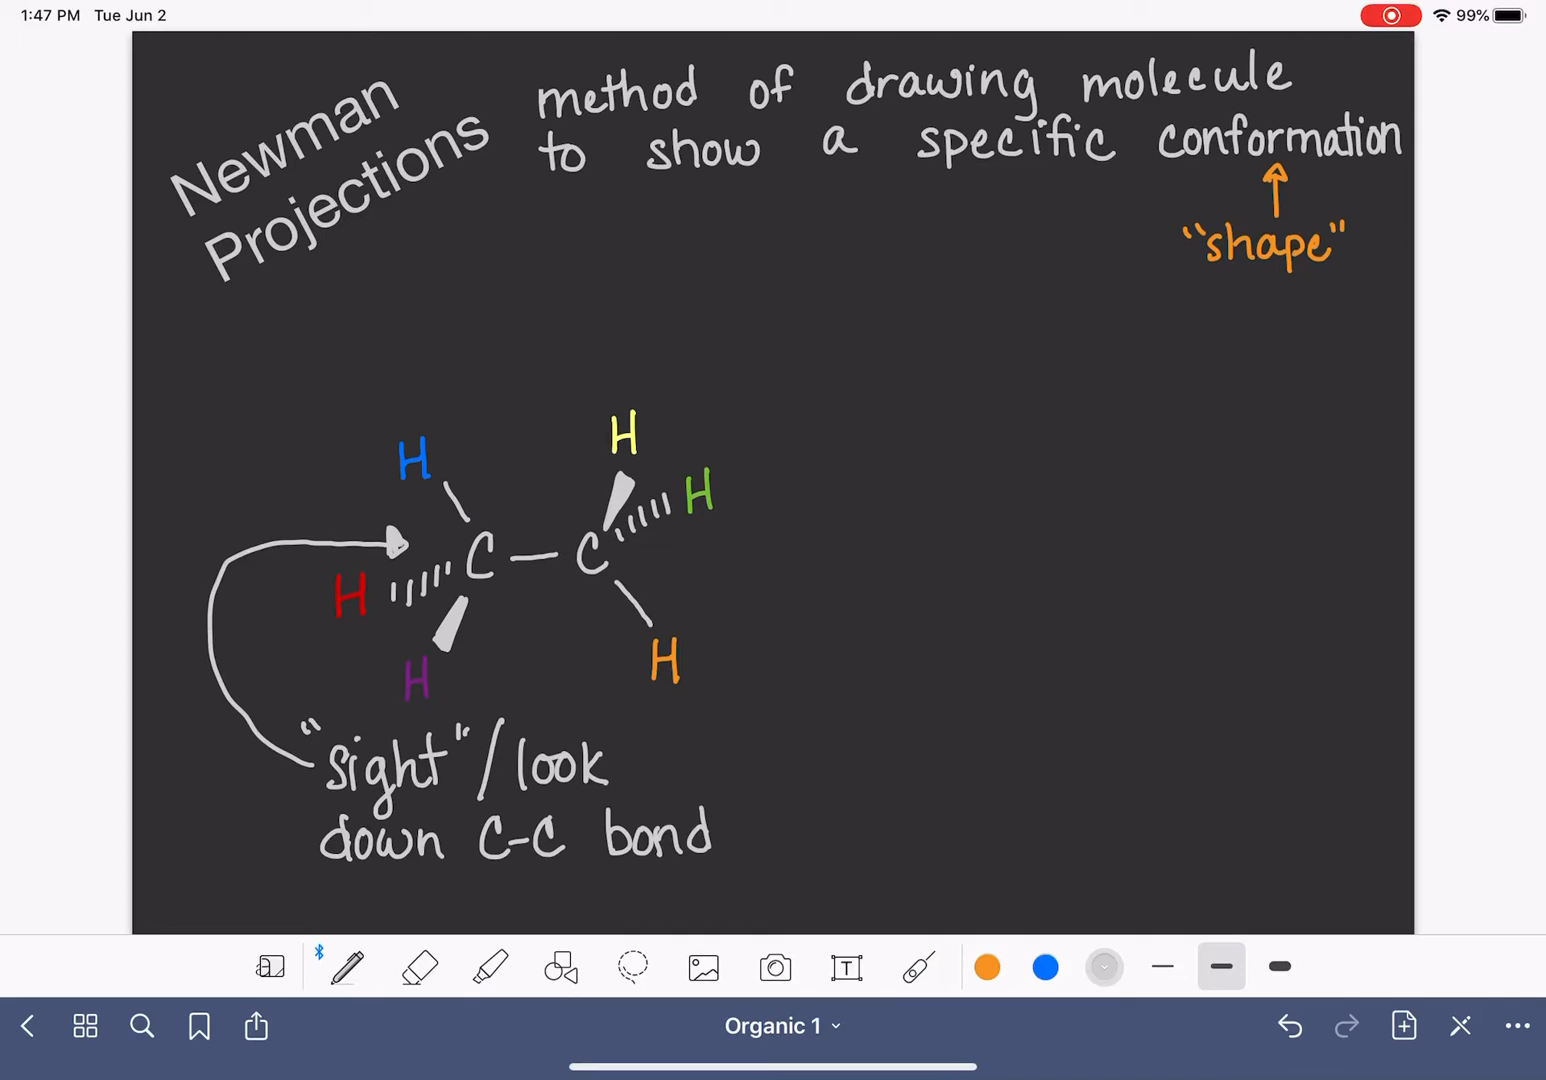 1:47 PM Tue Jun 2
99%
Newman
Projections
method of drawing molecule
to show a specific conformation
"shape"
H
H
H
C — C
H
H
H
"sight"/look
down C-C bond
T
Organic 1